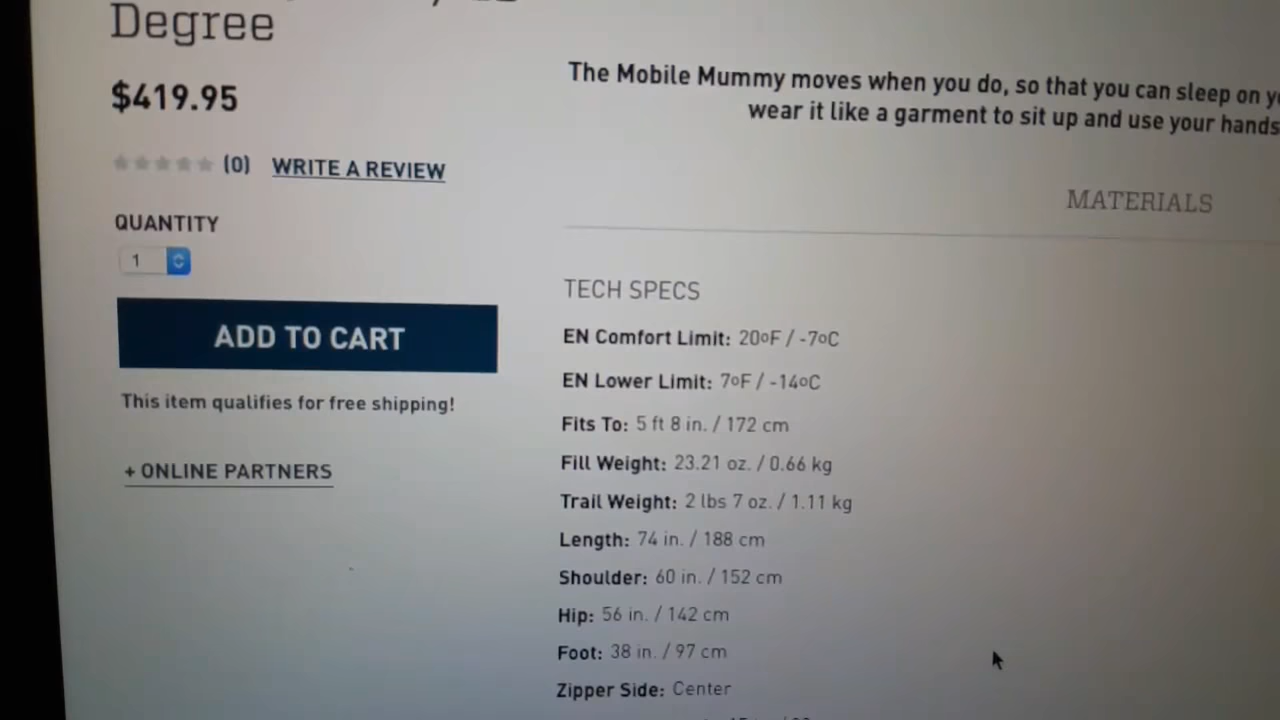 Degree
$419.95
(0) WRITE A REVIEW
QUANTITY
1
ADD TO CART
This item qualifies for free shipping!
+ ONLINE PARTNERS
The Mobile Mummy moves when you do, so that you can sleep on
wear it like a garment to sit up and use your hands
MATERIALS
TECH SPECS
EN Comfort Limit: 20ºF / -7ºC
EN Lower Limit: 7ºF / -14ºC
Fits To: 5 ft 8 in. / 172 cm
Fill Weight: 23.21 oz. / 0.66 kg
Trail Weight: 2 lbs 7 oz. / 1.11 kg
Length: 74 in. / 188 cm
Shoulder: 60 in. / 152 cm
Hip: 56 in. / 142 cm
Foot: 38 in. / 97 cm
Zipper Side: Center